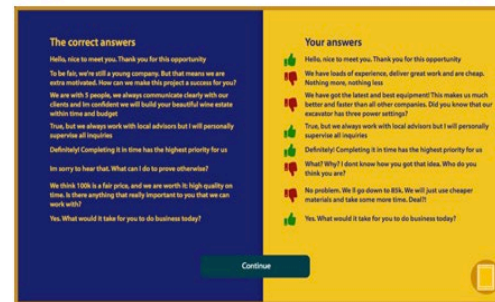 The correct answers
Hello, nice to meet you. Thank you for this opportunity
To be fair, we're still a young company. But that means we are
extra motivated. How can we make this project a success for you?
We are with 5 people, we always communicate clearly with our
clients and Im confident we will build your beautiful wine estate
within time and budget
True, but we always work with local advisors but I will personally
supervise all inquiries
Definitely! Completing it in time has the highest priority for us
Im sorry to hear that. What can I do to prove otherwise?
We think 100k is a fair price, and we are worth it: high quality on
time. Is there anything that really important to you that we can
work with?
Yes. What would it take for you to do business today?
Your answers
Hello, nice to meet you. Thank you for this opportunity
We have loads of experience, deliver great work and are cheap.
Nothing more, nothing less
We have got the latest and best equipment! This makes us much
better and faster than all other companies. Did you know that our
excavator has three power settings?
True, but we always work with local advisors but I will personally
supervise all inquiries
Definitely! Completing it in time has the highest priority for us
What? Why? I dont know how you got that idea. Who do you
think you are?
No problem. We ll go down to 85k. We will just use cheaper
materials and take some more time. Deal?!
Yes. What would it take for you to do business today?
Continue